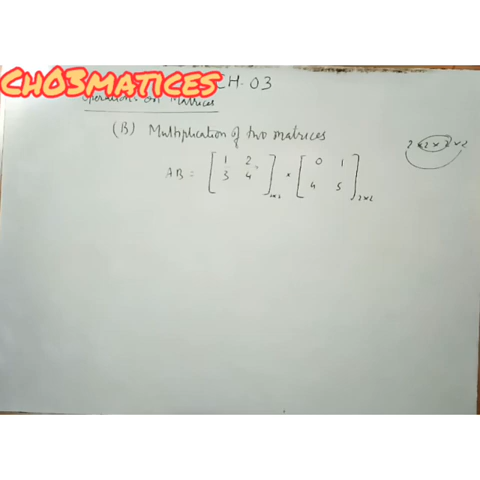 CH03MATICES CH-03
Operations on Matrices
(B) Multiplication of two matrices
2 × 2 × 2 × 2
AB = [ 1 2 ] × [ 0 1 ]
[ 3 4 ]2×2 [ 4 5 ]2×2